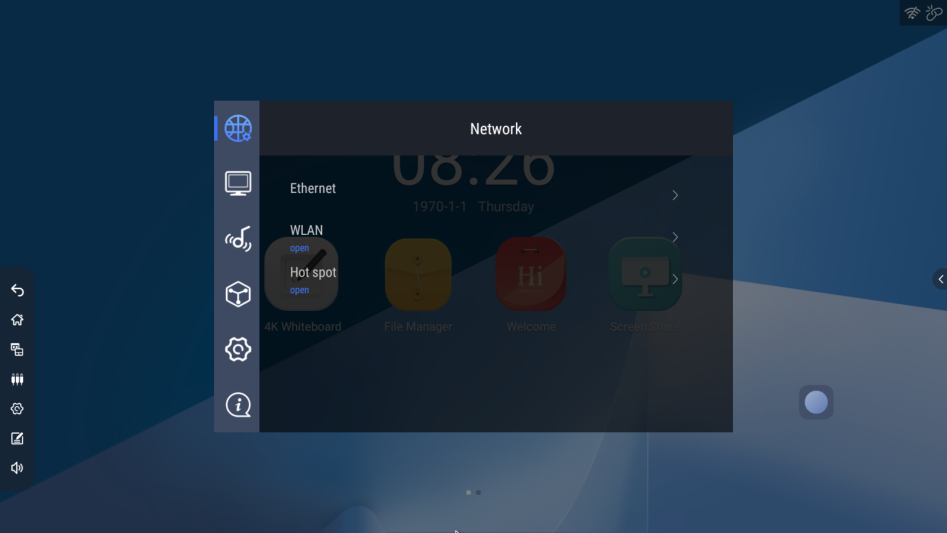 Network
08:26
1970-1-1 Thursday
Ethernet
WLAN
open
Hot spot
open
Hi
4K Whiteboard
File Manager
Welcome
Screen